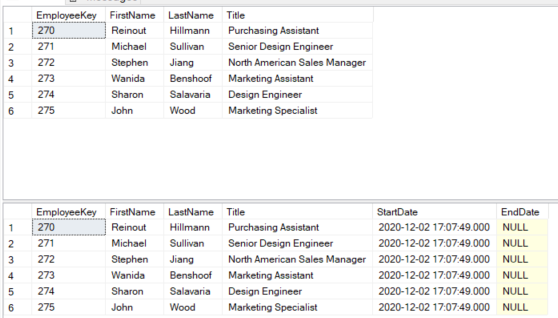 EmployeeKey FirstName LastName Title
1 270 Reinout Hillmann Purchasing Assistant
2 271 Michael Sullivan Senior Design Engineer
3 272 Stephen Jiang North American Sales Manager
4 273 Wanida Benshoof Marketing Assistant
5 274 Sharon Salavaria Design Engineer
6 275 John Wood Marketing Specialist
EmployeeKey FirstName LastName Title StartDate EndDate
1 270 Reinout Hillmann Purchasing Assistant 2020-12-02 17:07:49.000 NULL
2 271 Michael Sullivan Senior Design Engineer 2020-12-02 17:07:49.000 NULL
3 272 Stephen Jiang North American Sales Manager 2020-12-02 17:07:49.000 NULL
4 273 Wanida Benshoof Marketing Assistant 2020-12-02 17:07:49.000 NULL
5 274 Sharon Salavaria Design Engineer 2020-12-02 17:07:49.000 NULL
6 275 John Wood Marketing Specialist 2020-12-02 17:07:49.000 NULL